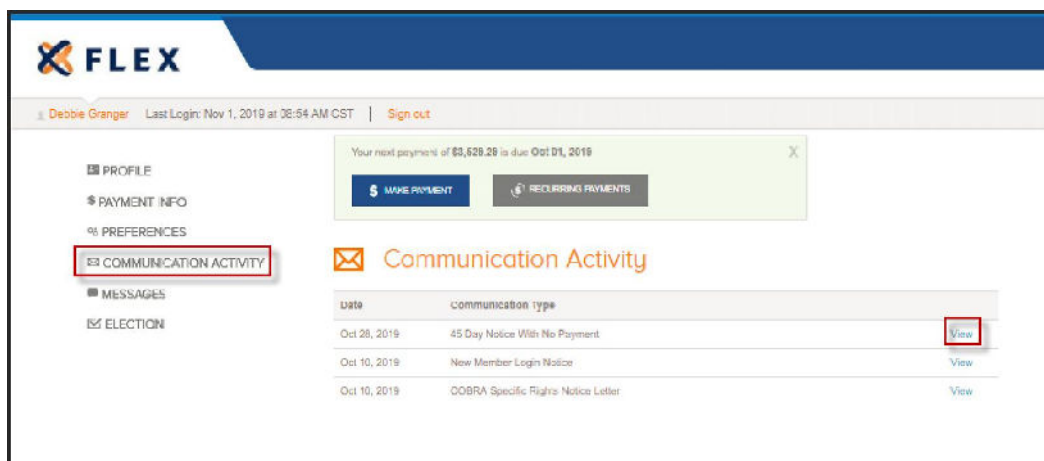 FLEX
Debbie Granger Last Login: Nov 1, 2019 at 08:54 AM CST | Sign out
Your next payment of $3,529.29 is due Oct 01, 2019 X
$ MAKE PAYMENT RECURRING PAYMENTS
PROFILE
$ PAYMENT INFO
PREFERENCES
COMMUNICATION ACTIVITY
MESSAGES
ELECTION
Communication Activity
Date Communication Type
Oct 28, 2019 45 Day Notice With No Payment View
Oct 10, 2019 New Member Login Notice View
Oct 10, 2019 COBRA Specific Rights Notice Letter View